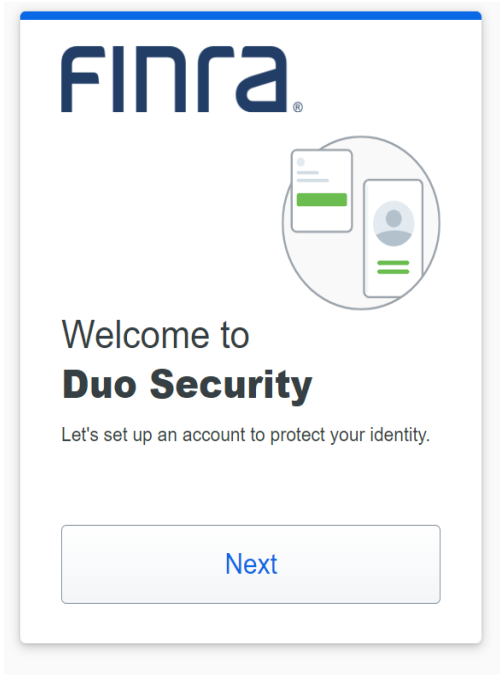 FINra®
Welcome to
Duo Security
Let's set up an account to protect your identity.
Next